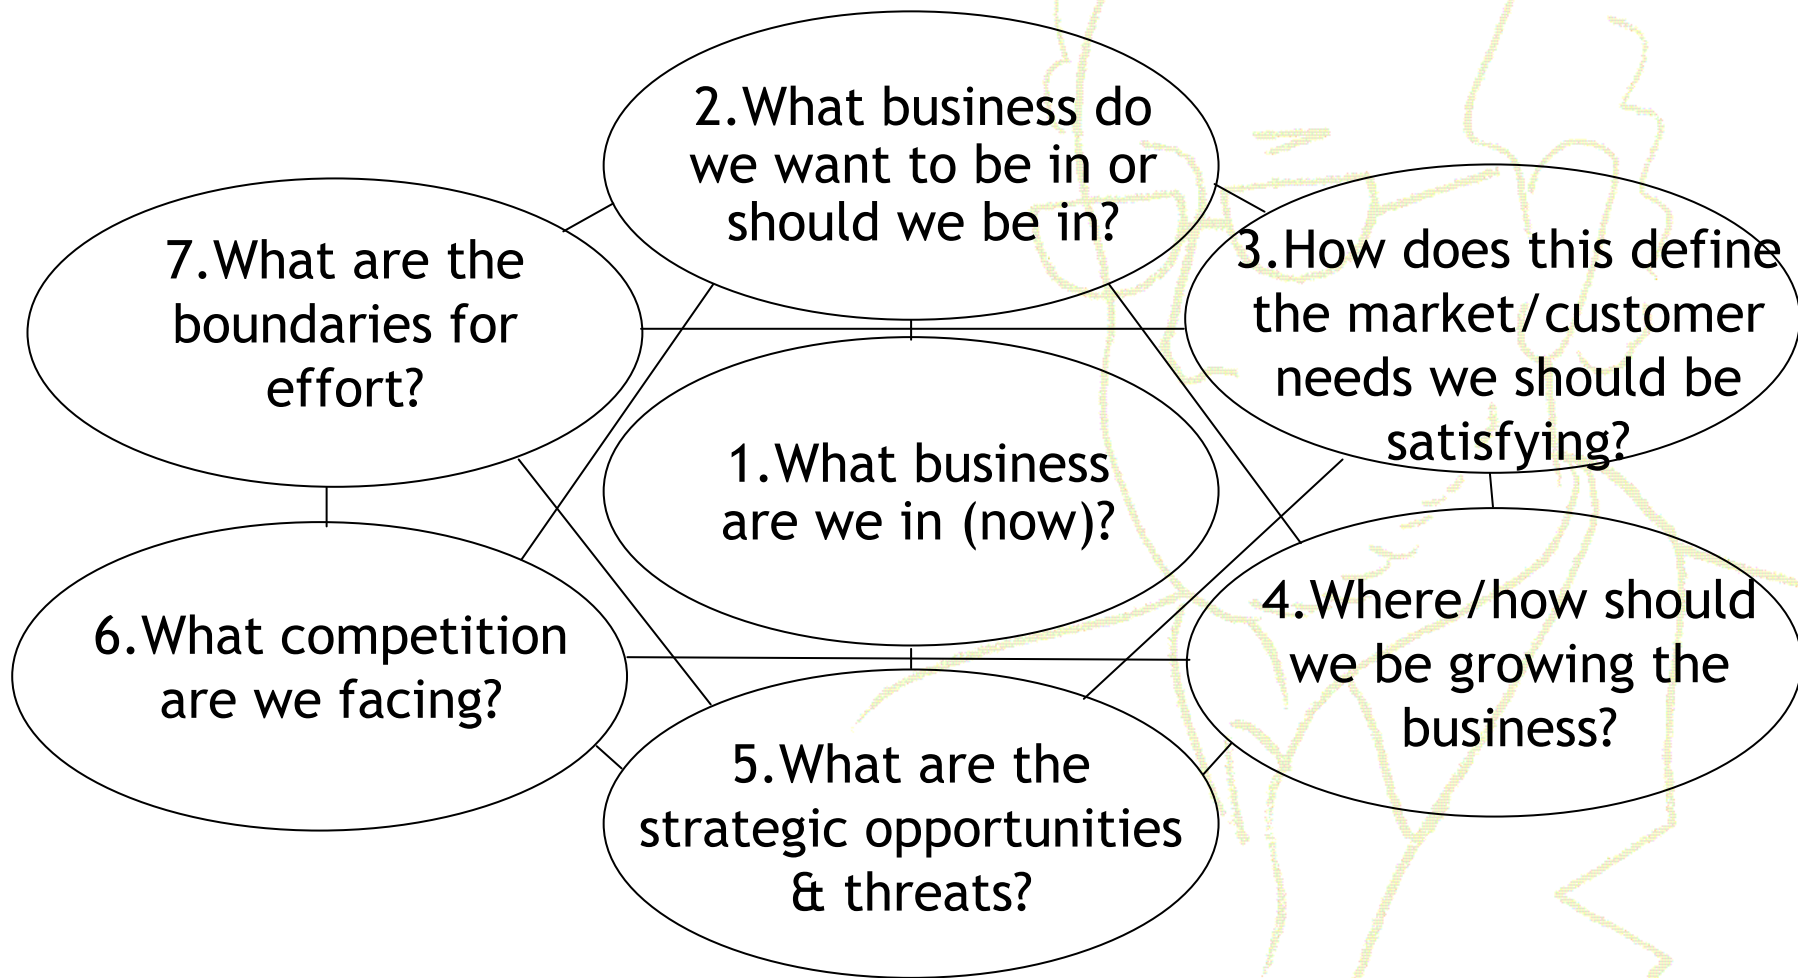 2.What business do
we want to be in or
should we be in?
7.What are the
boundaries for
effort?
3.How does this define
the market/customer
needs we should be
satisfying?
1.What business
are we in (now)?
6.What competition
are we facing?
4.Where/how should
we be growing the
business?
5.What are the
strategic opportunities
& threats?